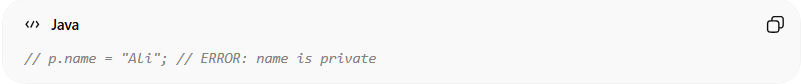 Java
// p.name = "Ali"; // ERROR: name is private